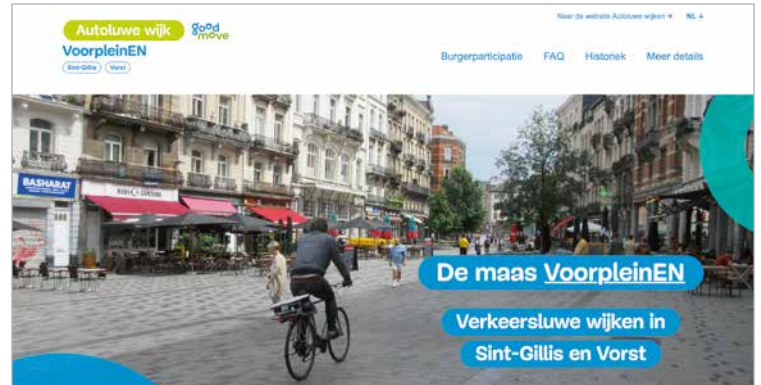 Autoluwe wijk
good
move
VoorpleinEN
Sint-Gillis Vorst
Naar de website Autoluwe wijken → NL ↓
Burgerparticipatie FAQ Historiek Meer details
BASHARAT
De maas VoorpleinEN
Verkeersluwe wijken in
Sint-Gillis en Vorst